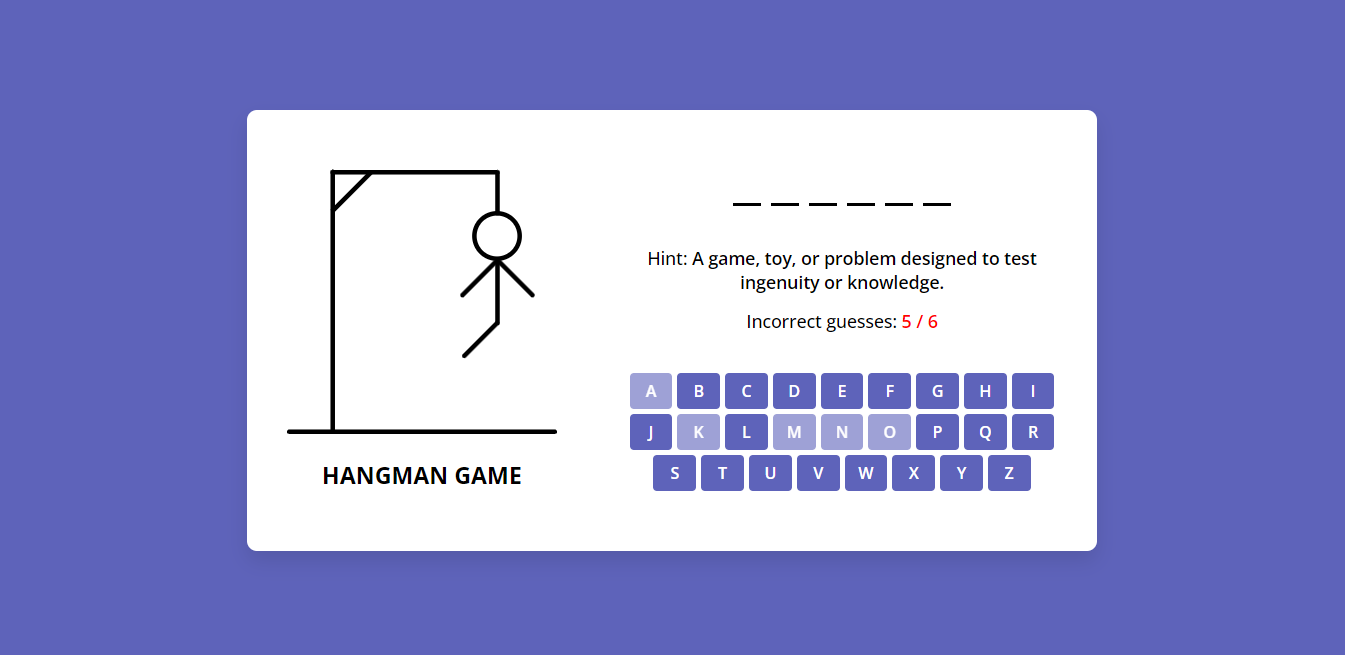 Hint: A game, toy, or problem designed to test
ingenuity or knowledge.
Incorrect guesses: 5 / 6
A B C D E F G H I
J K L M N O P Q R
S T U V W X Y Z
HANGMAN GAME